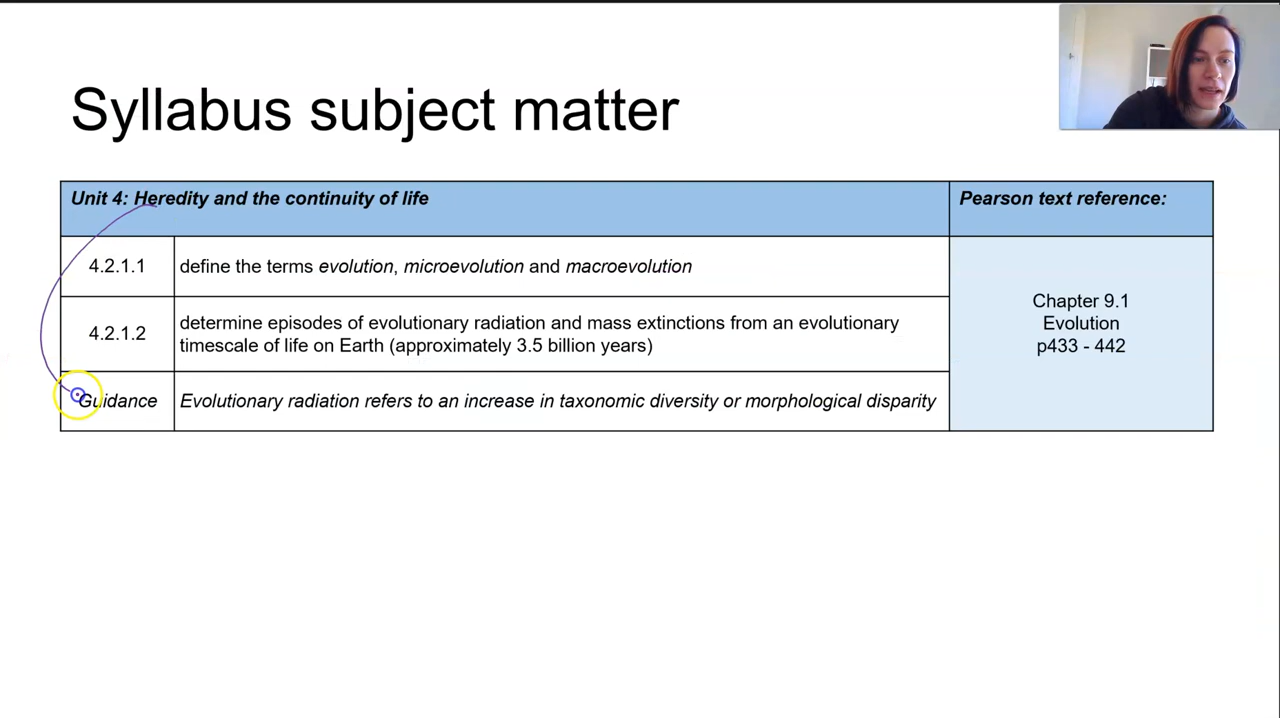 Syllabus subject matter
Unit 4: Heredity and the continuity of life
Pearson text reference:
4.2.1.1
define the terms evolution, microevolution and macroevolution
4.2.1.2
determine episodes of evolutionary radiation and mass extinctions from an evolutionary
timescale of life on Earth (approximately 3.5 billion years)
Guidance
Evolutionary radiation refers to an increase in taxonomic diversity or morphological disparity
Chapter 9.1
Evolution
p433 - 442